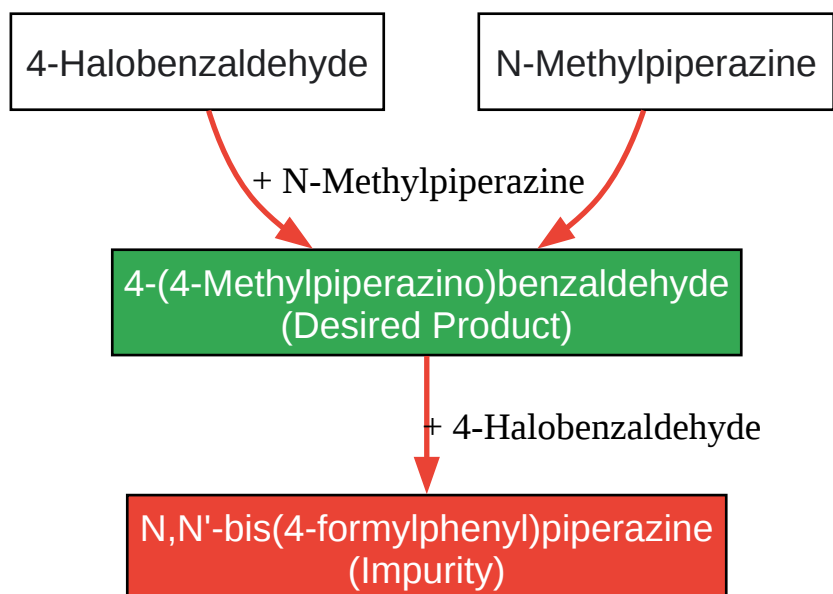 4-Halobenzaldehyde
N-Methylpiperazine
+ N-Methylpiperazine
4-(4-Methylpiperazino)benzaldehyde
(Desired Product)
+ 4-Halobenzaldehyde
N,N'-bis(4-formylphenyl)piperazine
(Impurity)